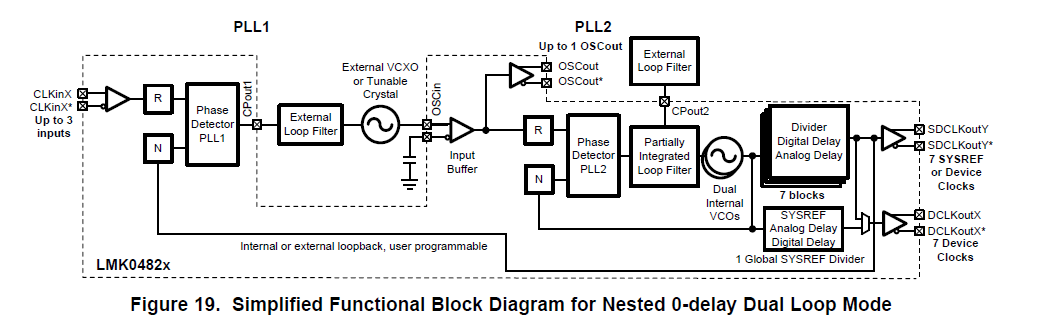 PLL1
PLL2
Up to 1 OSCout
External VCXO
or Tunable
Crystal
OSCout
OSCout*
External
Loop Filter
CLKinX
CLKinX*
Up to 3
inputs
R
N
Phase
Detector
PLL1
CPout1
External
Loop Filter
OSCin
Input
Buffer
R
N
Phase
Detector
PLL2
CPout2
Partially
Integrated
Loop Filter
Dual
Internal
VCOs
Divider
Digital Delay
Analog Delay
7 blocks
SYSREF
Analog Delay
Digital Delay
1 Global SYSREF Divider
SDCLKoutY
SDCLKoutY*
7 SYSREF
or Device
Clocks
DCLKoutX
DCLKoutX*
7 Device
Clocks
Internal or external loopback, user programmable
LMK0482x
Figure 19. Simplified Functional Block Diagram for Nested 0-delay Dual Loop Mode